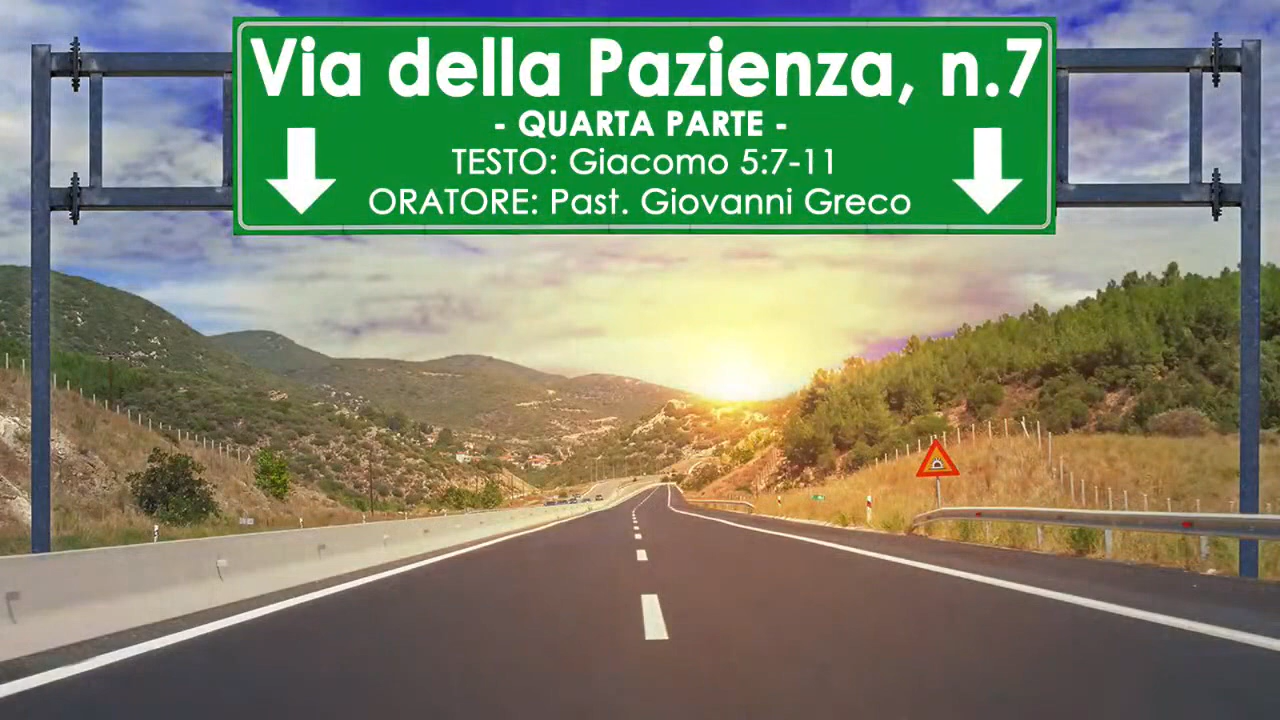 Via della Pazienza, n.7
- QUARTA PARTE -
TESTO: Giacomo 5:7-11
ORATORE: Past. Giovanni Greco